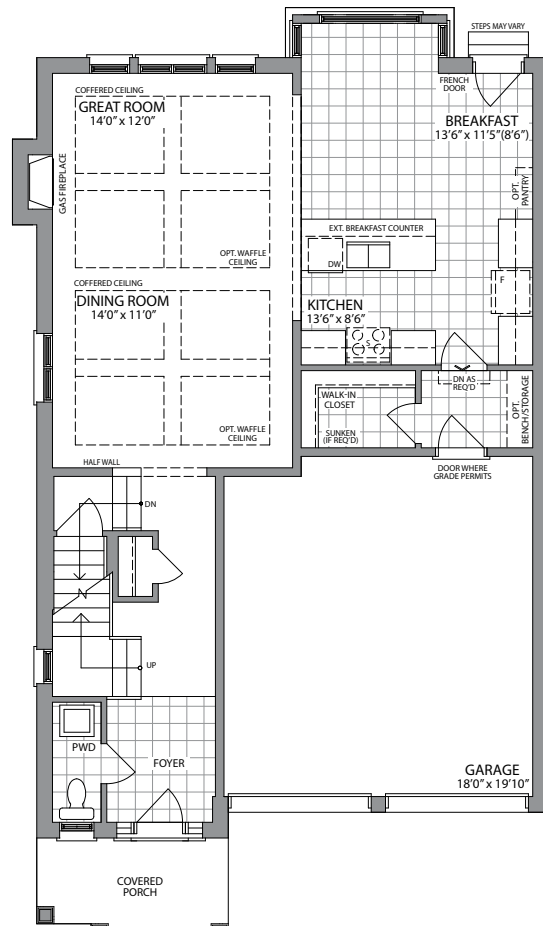 STEPS MAY VARY
FRENCH
DOOR
COFFERED CEILING
GREAT ROOM
14'0" x 12'0"
BREAKFAST
13'6" x 11'5"(8'6")
GAS FIREPLACE
OPT.
PANTRY
EXT. BREAKFAST COUNTER
OPT. WAFFLE
CEILING
DW
F
COFFERED CEILING
DINING ROOM
14'0" x 11'0"
KITCHEN
13'6" x 8'6"
S
DN AS
REQ'D
WALK-IN
CLOSET
OPT.
BENCH/STORAGE
OPT. WAFFLE
CEILING
SUNKEN
(IF REQ'D)
HALF WALL
DOOR WHERE
GRADE PERMITS
DN
UP
PWD
FOYER
GARAGE
18'0" x 19'10"
COVERED
PORCH